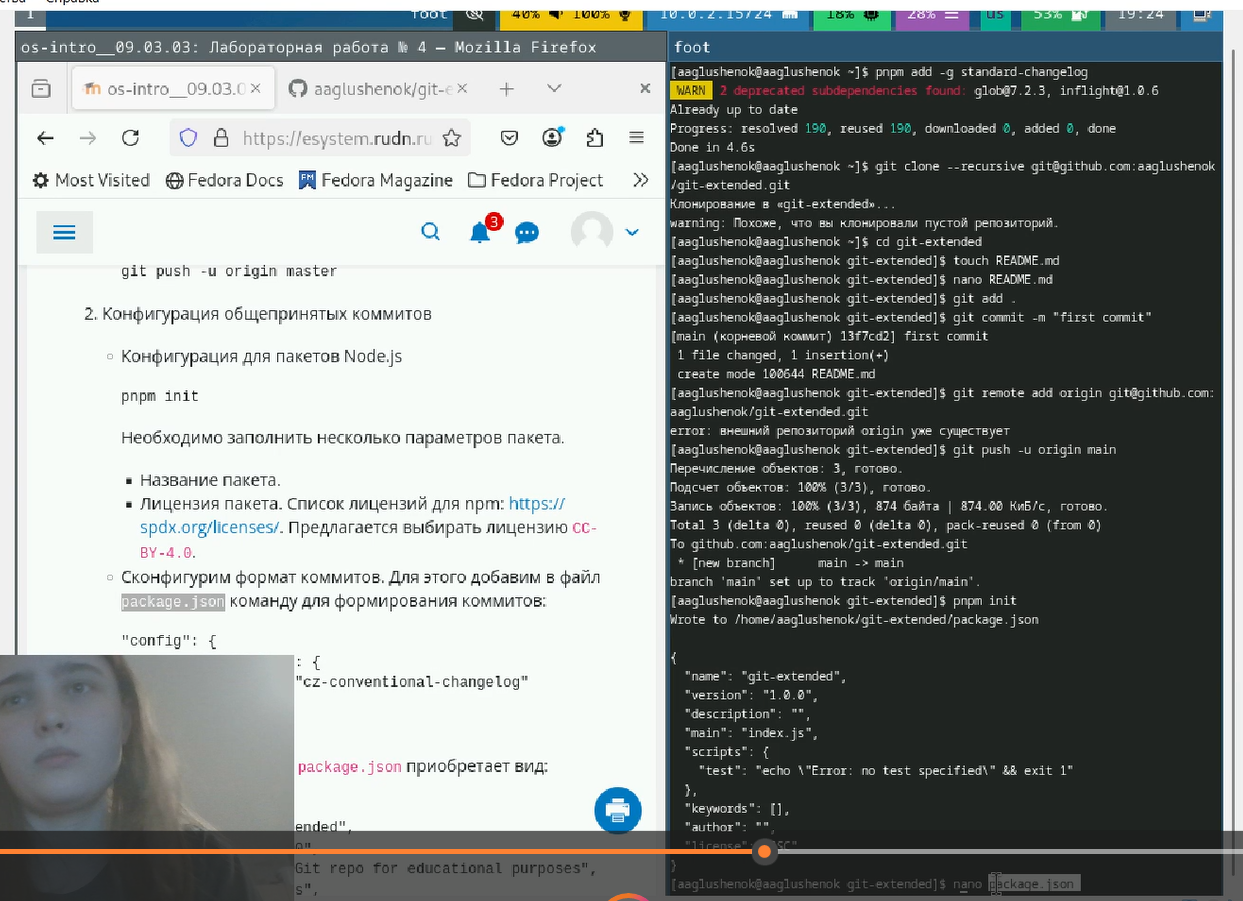 Справка
1
foot
40%
100%
10.0.2.15/24
18%
28%
us
53%
19:24
os-intro__09.03.03: Лабораторная работа № 4 — Mozilla Firefox
os-intro__09.03.0
aaglushenok/git-e
https://esystem.rudn.ru
Most Visited
Fedora Docs
Fedora Magazine
Fedora Project
3
git push -u origin master
2. Конфигурация общепринятых коммитов
Конфигурация для пакетов Node.js
pnpm init
Необходимо заполнить несколько параметров пакета.
Название пакета.
Лицензия пакета. Список лицензий для npm: https://
spdx.org/licenses/. Предлагается выбирать лицензию CC-
BY-4.0.
Сконфигурим формат коммитов. Для этого добавим в файл
package.json команду для формирования коммитов:
"config": {
: {
"cz-conventional-changelog"
package.json приобретает вид:
ended",
Git repo for educational purposes",
s",
foot
[aaglushenok@aaglushenok ~]$ pnpm add -g standard-changelog
WARN 2 deprecated subdependencies found: glob@7.2.3, inflight@1.0.6
Already up to date
Progress: resolved 190, reused 190, downloaded 0, added 0, done
Done in 4.6s
[aaglushenok@aaglushenok ~]$ git clone --recursive git@github.com:aaglushenok
/git-extended.git
Клонирование в «git-extended»...
warning: Похоже, что вы клонировали пустой репозиторий.
[aaglushenok@aaglushenok ~]$ cd git-extended
[aaglushenok@aaglushenok git-extended]$ touch README.md
[aaglushenok@aaglushenok git-extended]$ nano README.md
[aaglushenok@aaglushenok git-extended]$ git add .
[aaglushenok@aaglushenok git-extended]$ git commit -m "first commit"
[main (корневой коммит) 13f7cd2] first commit
1 file changed, 1 insertion(+)
create mode 100644 README.md
[aaglushenok@aaglushenok git-extended]$ git remote add origin git@github.com:
aaglushenok/git-extended.git
error: внешний репозиторий origin уже существует
[aaglushenok@aaglushenok git-extended]$ git push -u origin main
Перечисление объектов: 3, готово.
Подсчет объектов: 100% (3/3), готово.
Запись объектов: 100% (3/3), 874 байта | 874.00 КиБ/с, готово.
Total 3 (delta 0), reused 0 (delta 0), pack-reused 0 (from 0)
To github.com:aaglushenok/git-extended.git
* [new branch] main -> main
branch 'main' set up to track 'origin/main'.
[aaglushenok@aaglushenok git-extended]$ pnpm init
Wrote to /home/aaglushenok/git-extended/package.json
{
"name": "git-extended",
"version": "1.0.0",
"description": "",
"main": "index.js",
"scripts": {
"test": "echo \"Error: no test specified\" && exit 1"
},
"keywords": [],
"author": "",
"license":
}
[aaglushenok@aaglushenok git-extended]$ nano package.json